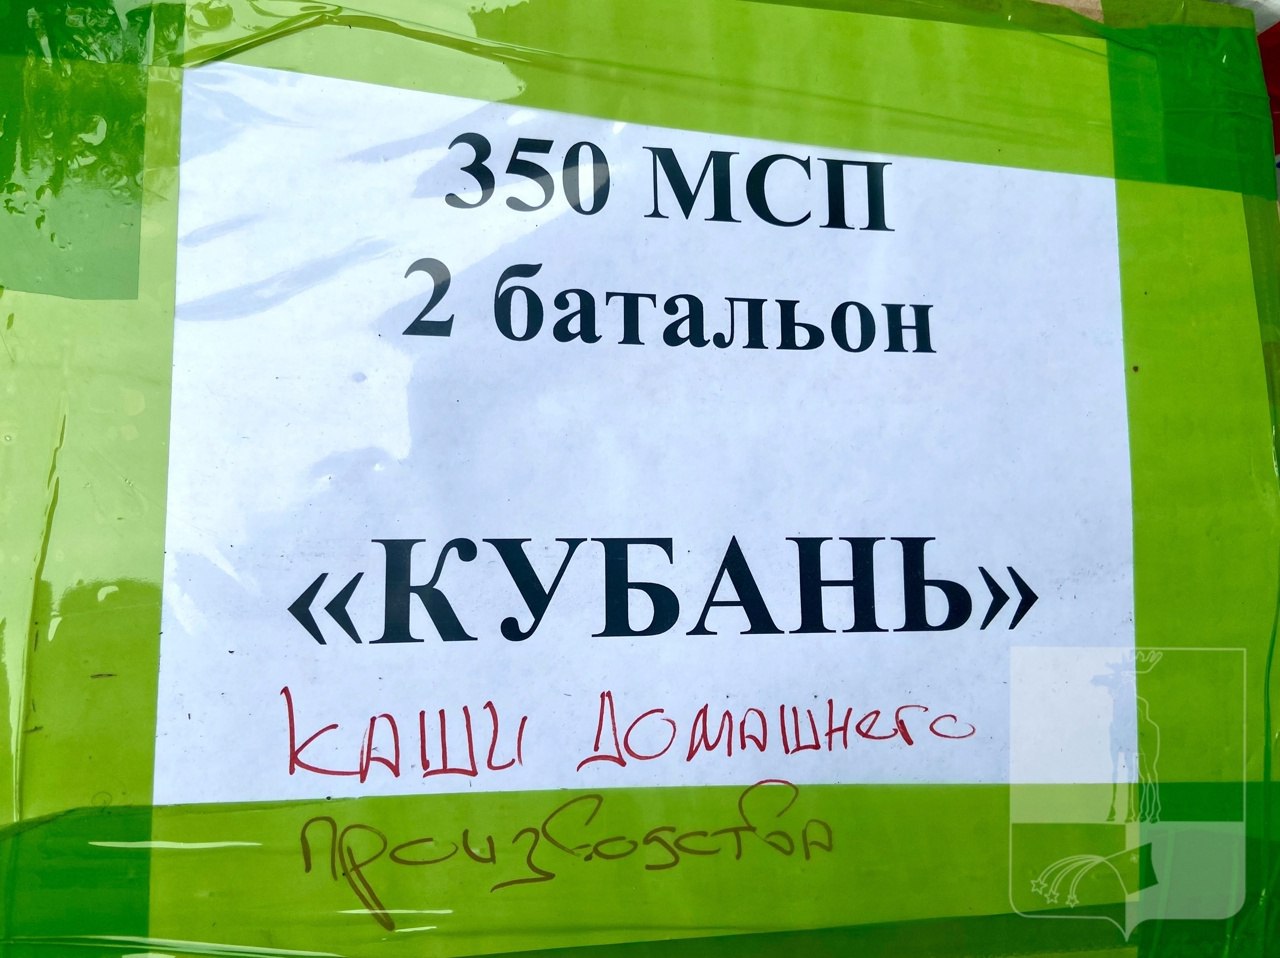 350 МСП
2 батальон
«КУБАНЬ»
КАШИ ДОМАШНЕГО
производства